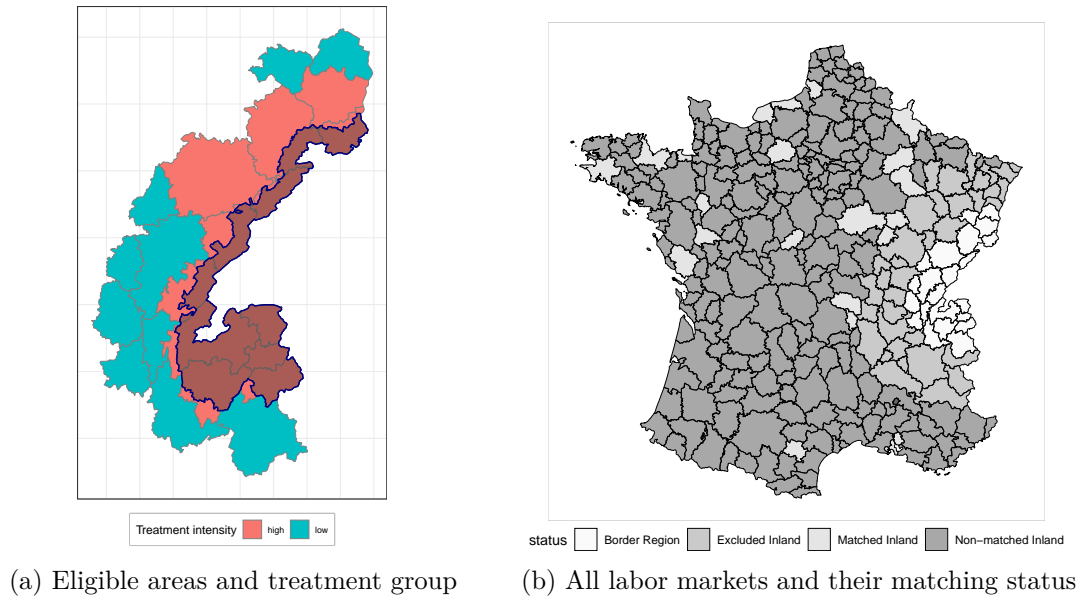 Treatment intensity high low
status Border Region Excluded Inland Matched Inland Non−matched Inland
(a) Eligible areas and treatment group
(b) All labor markets and their matching status